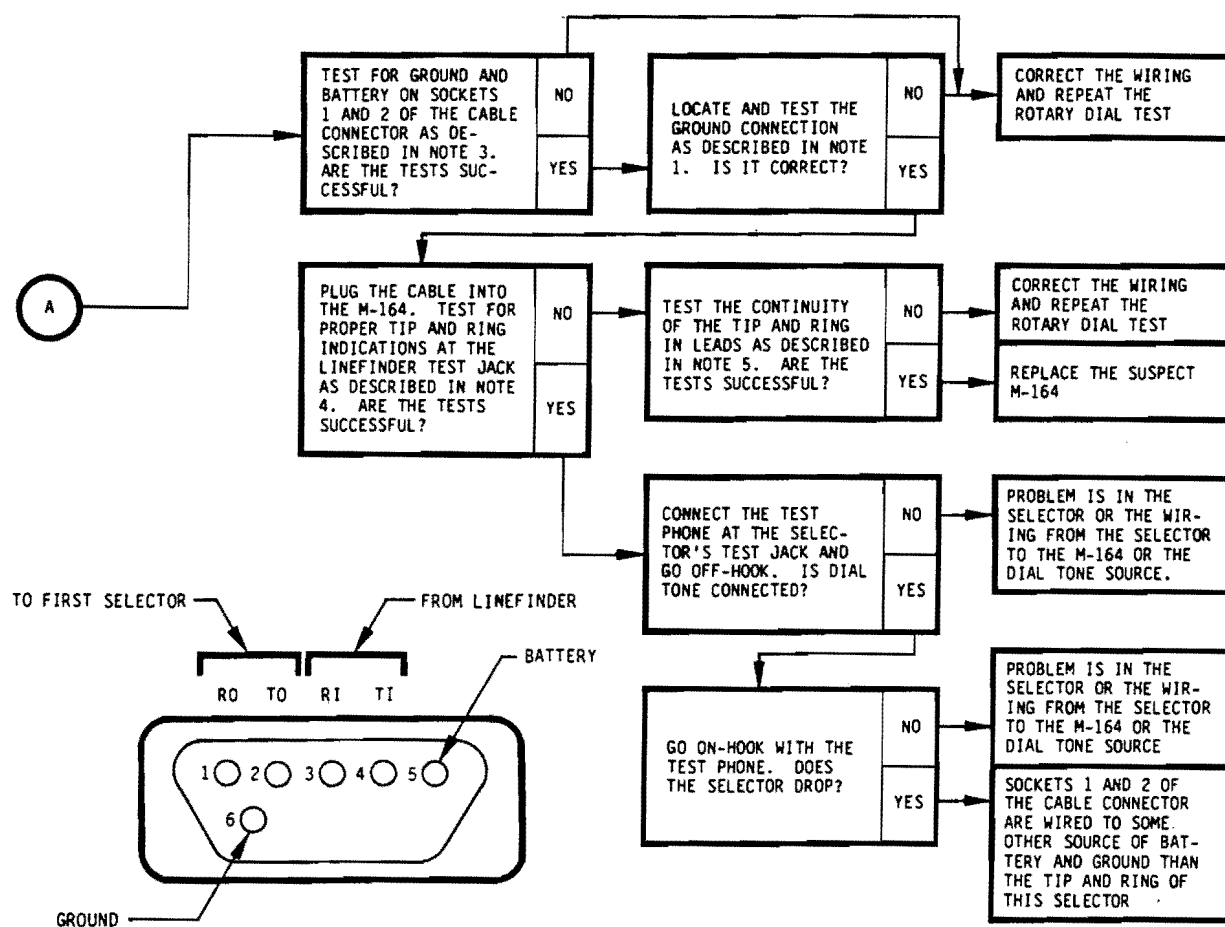 TEST FOR GROUND AND
BATTERY ON SOCKETS
1 AND 2 OF THE CABLE
CONNECTOR AS DE-
SCRIBED IN NOTE 3.
ARE THE TESTS SUC-
CESSFUL?
NO
YES
LOCATE AND TEST THE
GROUND CONNECTION
AS DESCRIBED IN NOTE
1. IS IT CORRECT?
NO
YES
CORRECT THE WIRING
AND REPEAT THE
ROTARY DIAL TEST
A
PLUG THE CABLE INTO
THE M-164. TEST FOR
PROPER TIP AND RING
INDICATIONS AT THE
LINEFINDER TEST JACK
AS DESCRIBED IN NOTE
4. ARE THE TESTS
SUCCESSFUL?
NO
YES
TEST THE CONTINUITY
OF THE TIP AND RING
IN LEADS AS DESCRIBED
IN NOTE 5. ARE THE
TESTS SUCCESSFUL?
NO
YES
CORRECT THE WIRING
AND REPEAT THE
ROTARY DIAL TEST
REPLACE THE SUSPECT
M-164
CONNECT THE TEST
PHONE AT THE SELEC-
TOR'S TEST JACK AND
GO OFF-HOOK. IS DIAL
TONE CONNECTED?
NO
YES
PROBLEM IS IN THE
SELECTOR OR THE WIR-
ING FROM THE SELECTOR
TO THE M-164 OR THE
DIAL TONE SOURCE.
GO ON-HOOK WITH THE
TEST PHONE. DOES
THE SELECTOR DROP?
NO
YES
PROBLEM IS IN THE
SELECTOR OR THE WIR-
ING FROM THE SELECTOR
TO THE M-164 OR THE
DIAL TONE SOURCE
SOCKETS 1 AND 2 OF
THE CABLE CONNECTOR
ARE WIRED TO SOME
OTHER SOURCE OF BAT-
TERY AND GROUND THAN
THE TIP AND RING OF
THIS SELECTOR
TO FIRST SELECTOR
FROM LINEFINDER
BATTERY
RO TO RI TI
1 2 3 4 5
6
GROUND